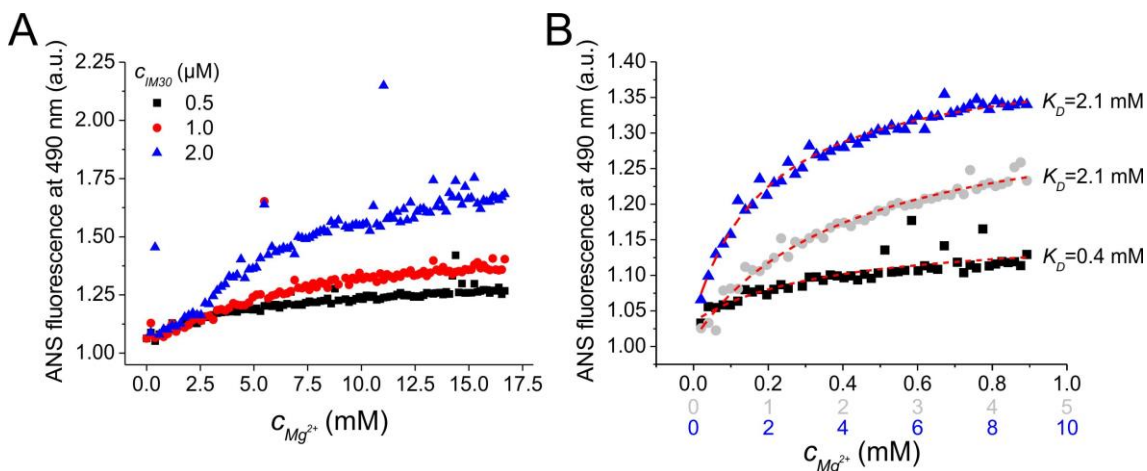 A
B
ANS fluorescence at 490 nm (a.u.)
2.25
2.00
1.75
1.50
1.25
1.00
c_IM30 (µM)
0.5
1.0
2.0
0.0 2.5 5.0 7.5 10.0 12.5 15.0 17.5
c_Mg²⁺ (mM)
ANS fluorescence at 490 nm (a.u.)
1.40
1.35
1.30
1.25
1.20
1.15
1.10
1.05
1.00
K_D=2.1 mM
K_D=2.1 mM
K_D=0.4 mM
0.0 0.2 0.4 0.6 0.8 1.0
0 1 2 3 4 5
0 2 4 6 8 10
c_Mg²⁺ (mM)